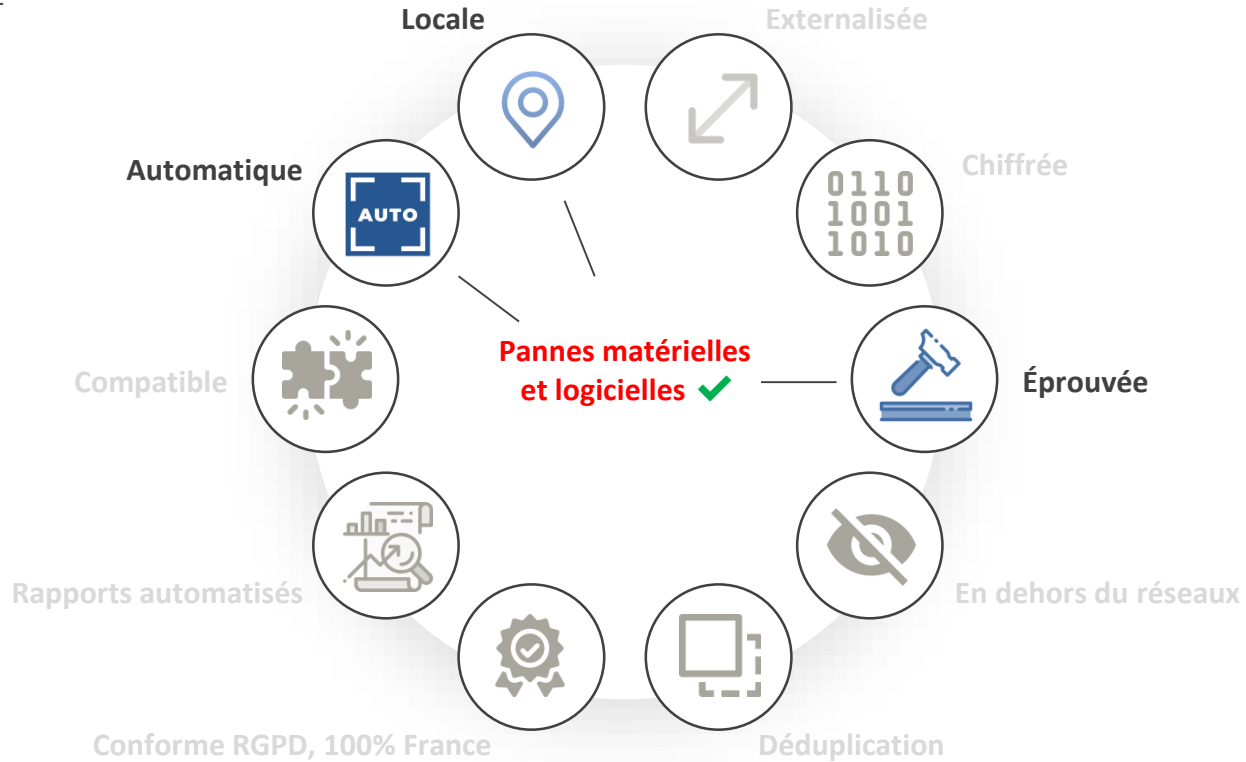 Locale
Externalisée
Automatique
Chiffrée
AUTO
0110
1001
1010
Pannes matérielles
et logicielles
Compatible
Éprouvée
Rapports automatisés
En dehors du réseaux
Conforme RGPD, 100% France
Déduplication